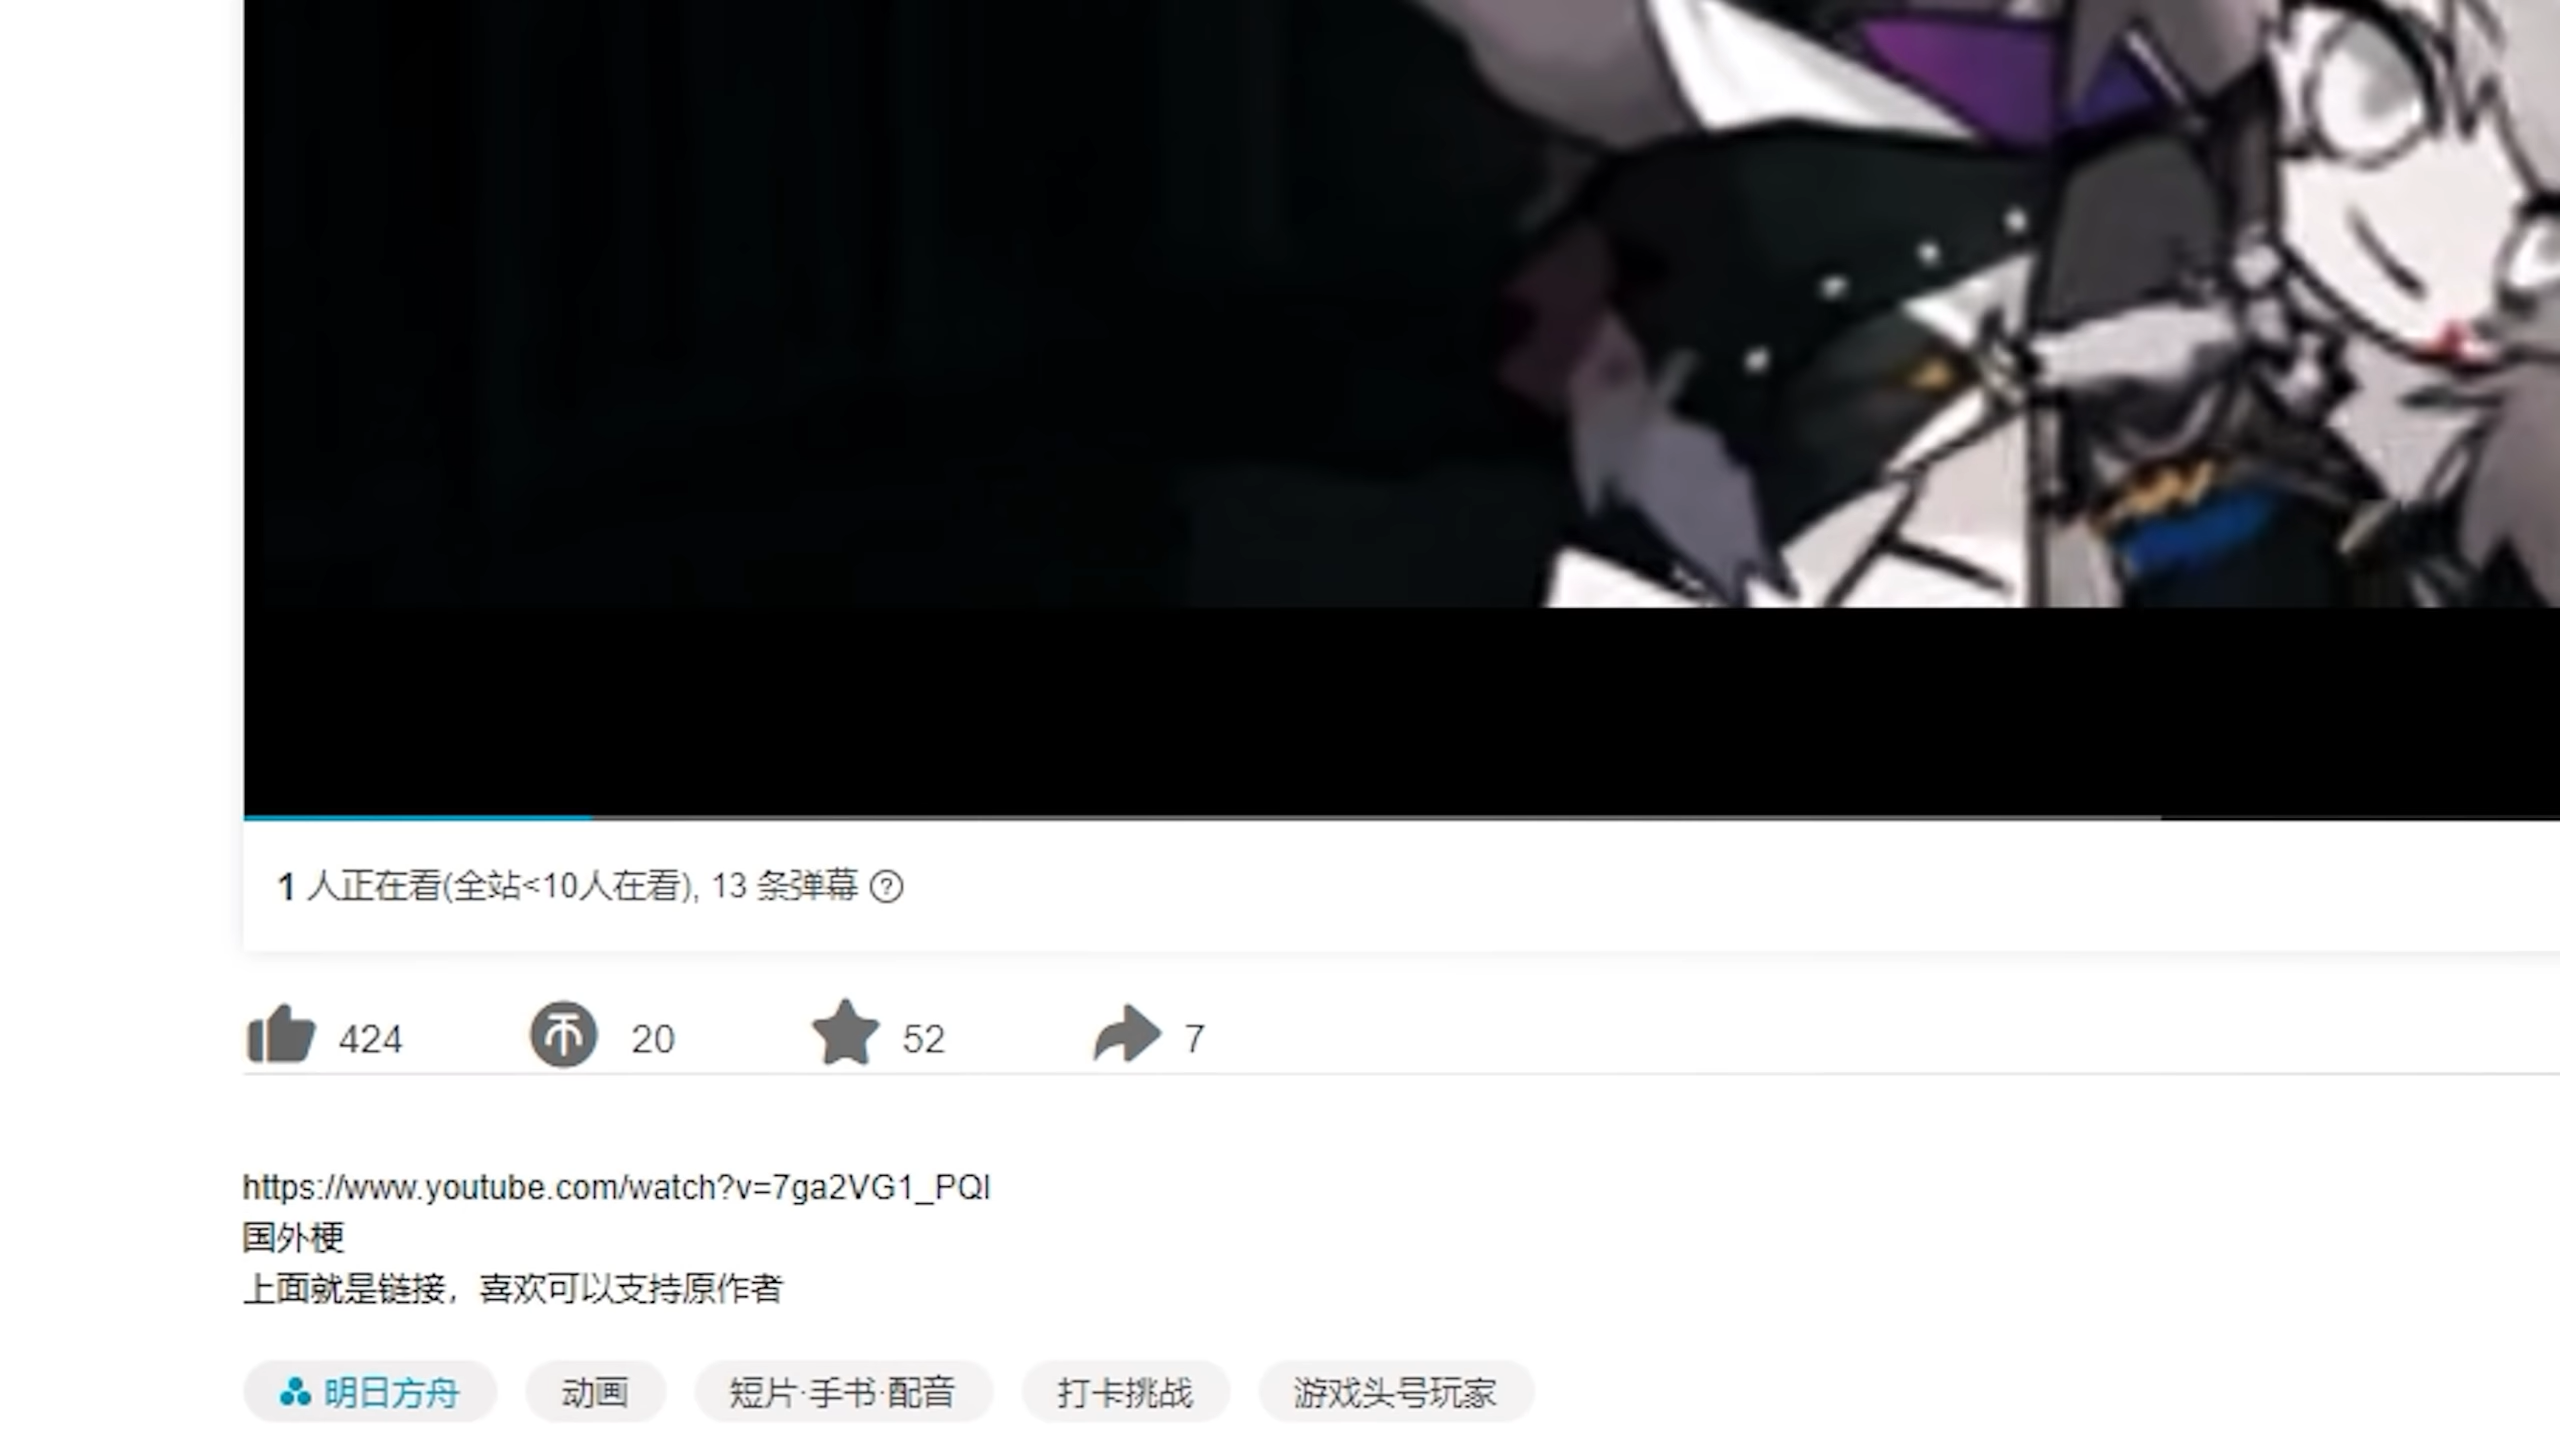 1 人正在看(全站<10人在看), 13 条弹幕
424 20 52 7
https://www.youtube.com/watch?v=7ga2VG1_PQI
国外梗
上面就是链接，喜欢可以支持原作者
明日方舟 动画 短片·手书·配音 打卡挑战 游戏头号玩家